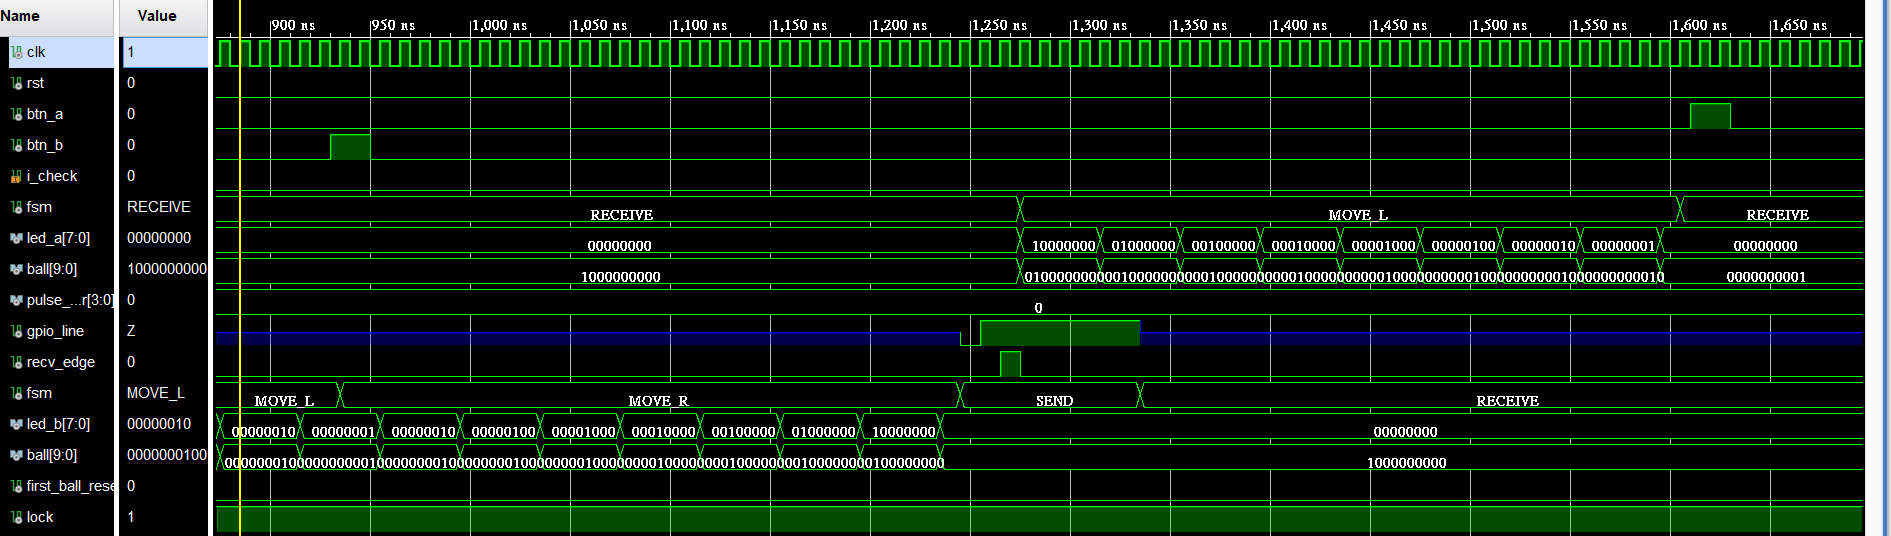 Name Value 900 ns 950 ns 1,000 ns 1,050 ns 1,100 ns 1,150 ns 1,200 ns 1,250 ns 1,300 ns 1,350 ns 1,400 ns 1,450 ns 1,500 ns 1,550 ns 1,600 ns 1,650 ns
clk 1
rst 0
btn_a 0
btn_b 0
i_check 0
fsm RECEIVE RECEIVE MOVE_L RECEIVE
led_a[7:0] 00000000 00000000 10000000 01000000 00100000 00010000 00001000 00000100 00000010 00000001 00000000
ball[9:0] 1000000000 1000000000 0000000010 0000000001
pulse_...r[3:0] 0 0
gpio_line Z
recv_edge 0
fsm MOVE_L MOVE_L MOVE_R SEND RECEIVE
led_b[7:0] 00000010 00000010 00000001 00000010 00000100 00001000 00010000 00100000 01000000 10000000 00000000
ball[9:0] 0000000100 1000000000
first_ball_rese 0
lock 1